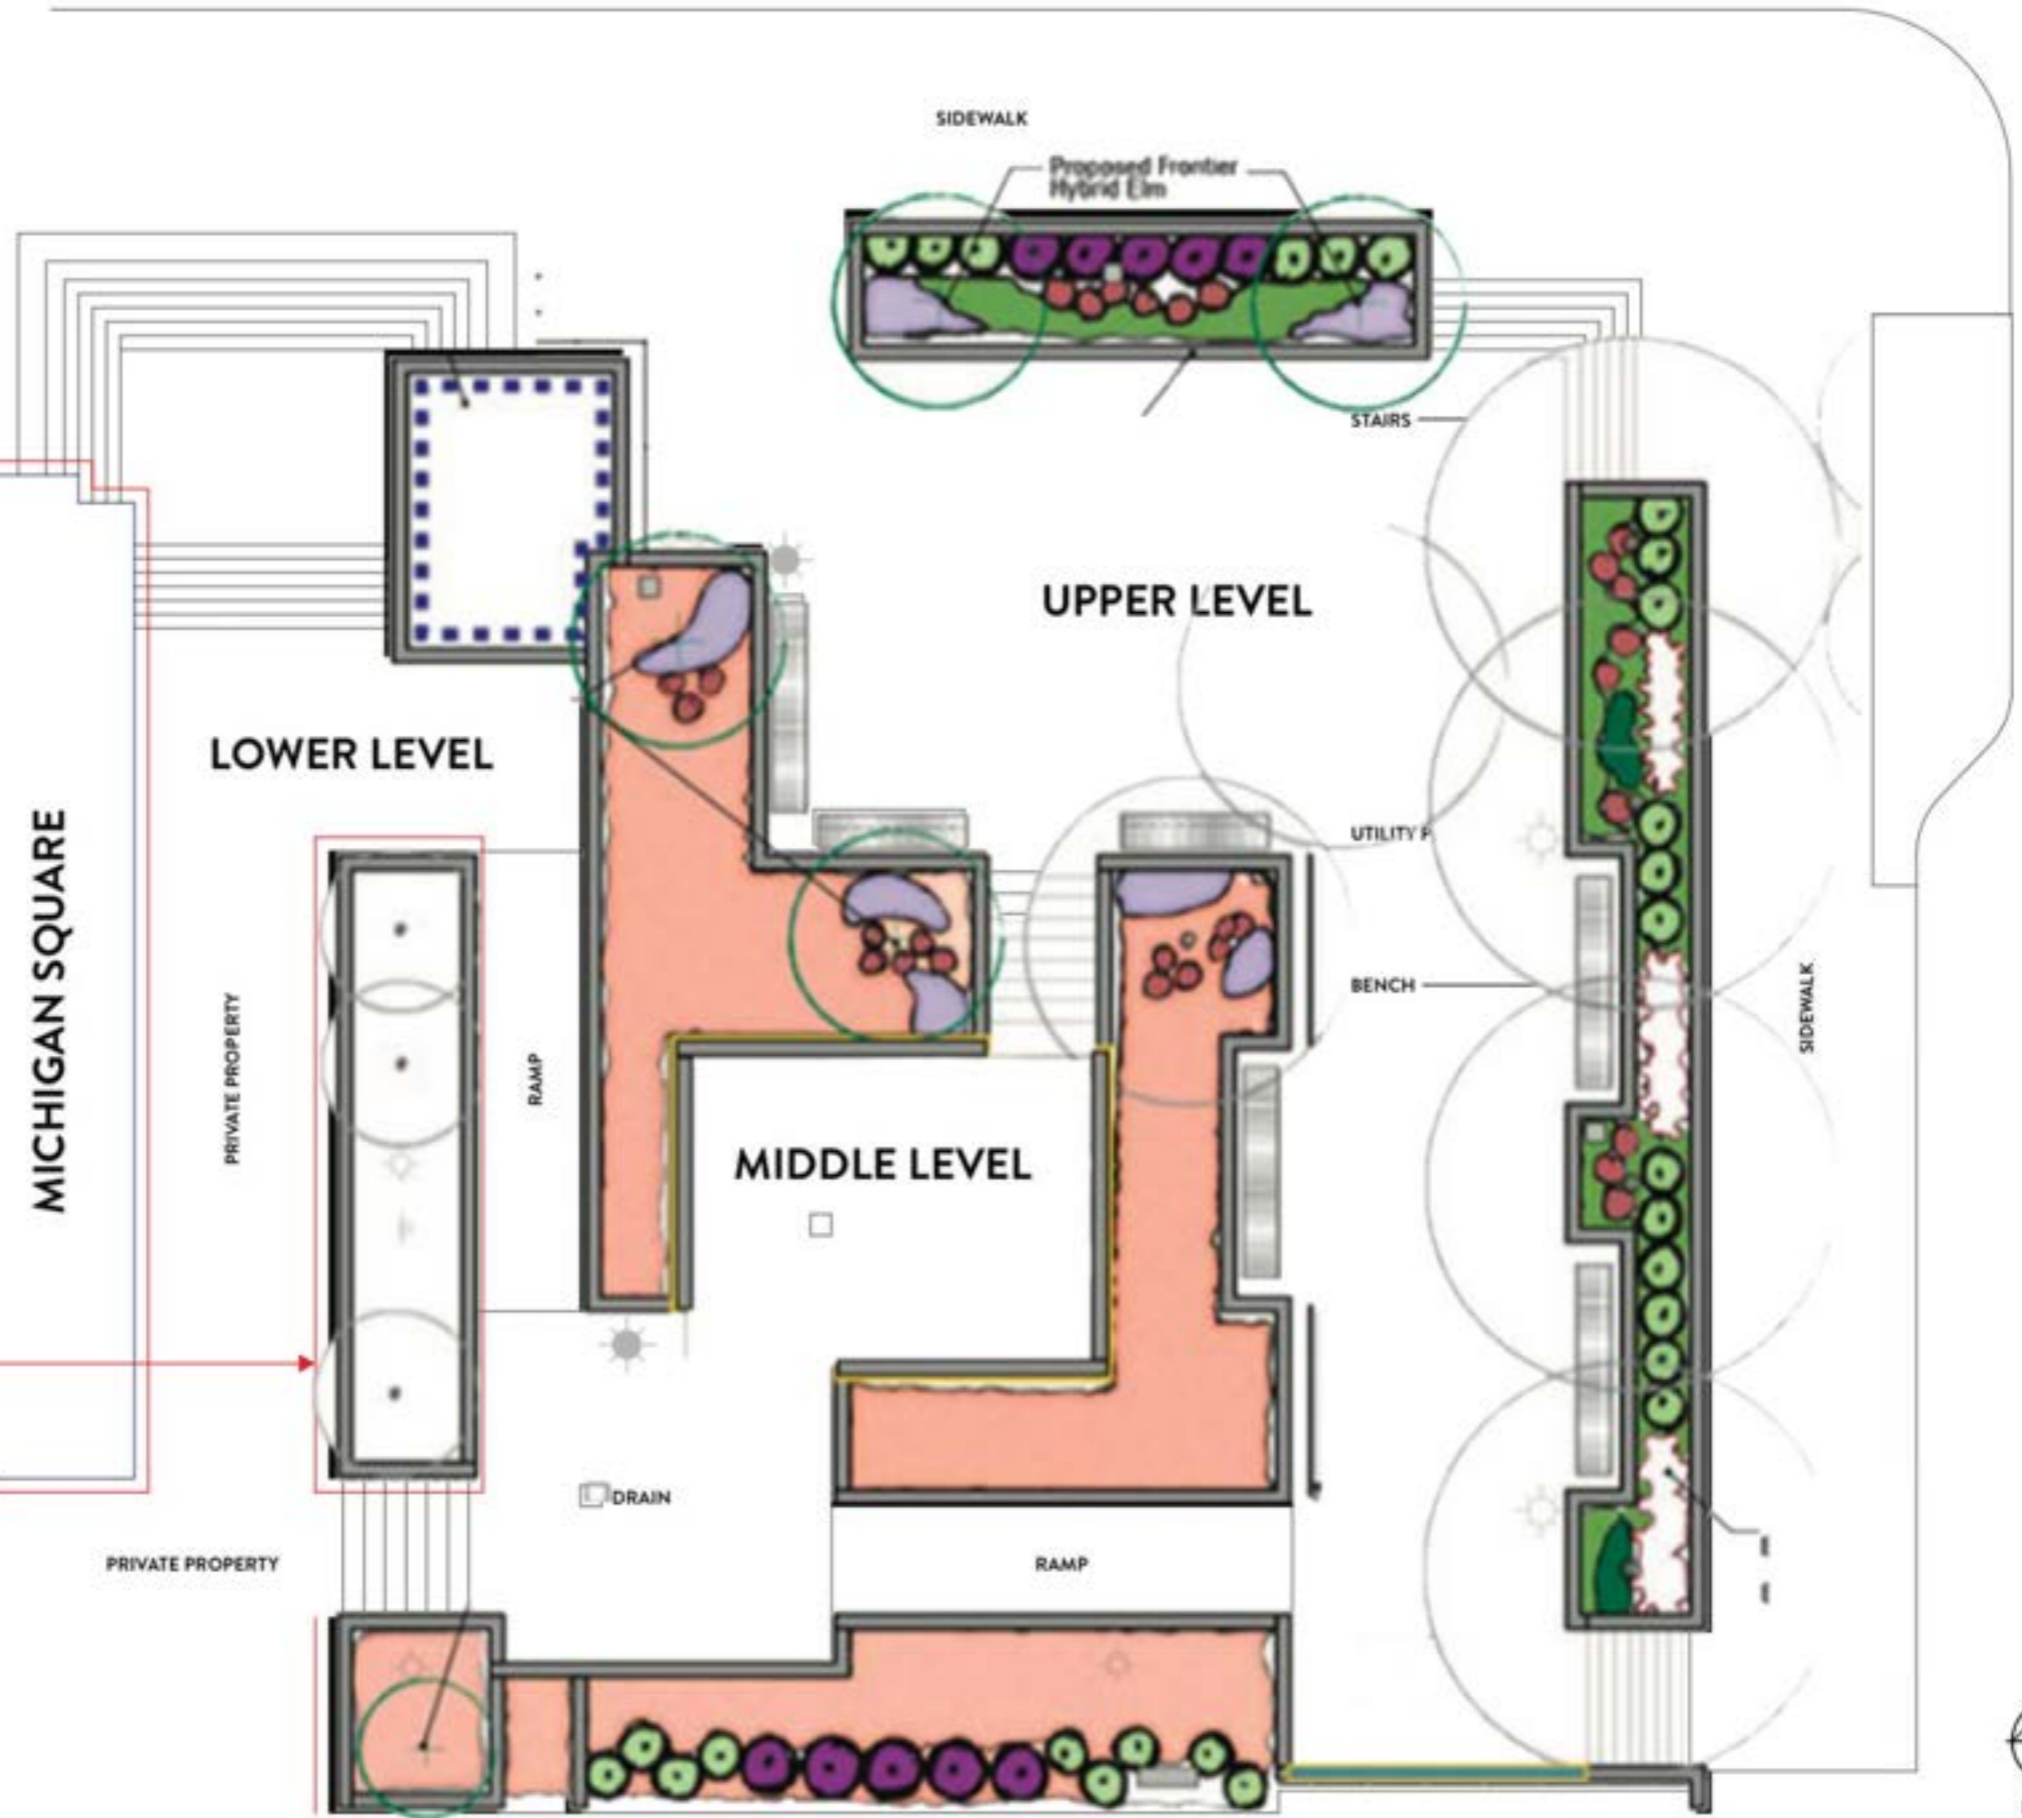 SIDEWALK
Proposed Frontier
Hybrid Elm
STAIRS
UPPER LEVEL
LOWER LEVEL
UTILITY P
MICHIGAN SQUARE
PRIVATE PROPERTY
RAMP
BENCH
SIDEWALK
MIDDLE LEVEL
DRAIN
PRIVATE PROPERTY
RAMP